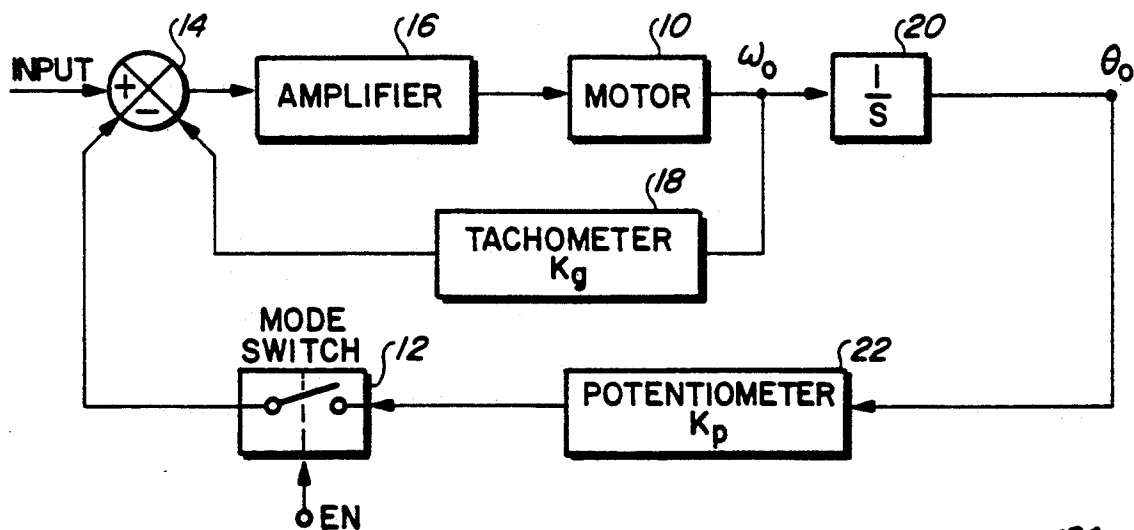 14
16
10
20
INPUT
+
−
AMPLIFIER
MOTOR
ω₀
1
S
θ₀
18
TACHOMETER
Kg
MODE
SWITCH
12
22
POTENTIOMETER
Kp
EN